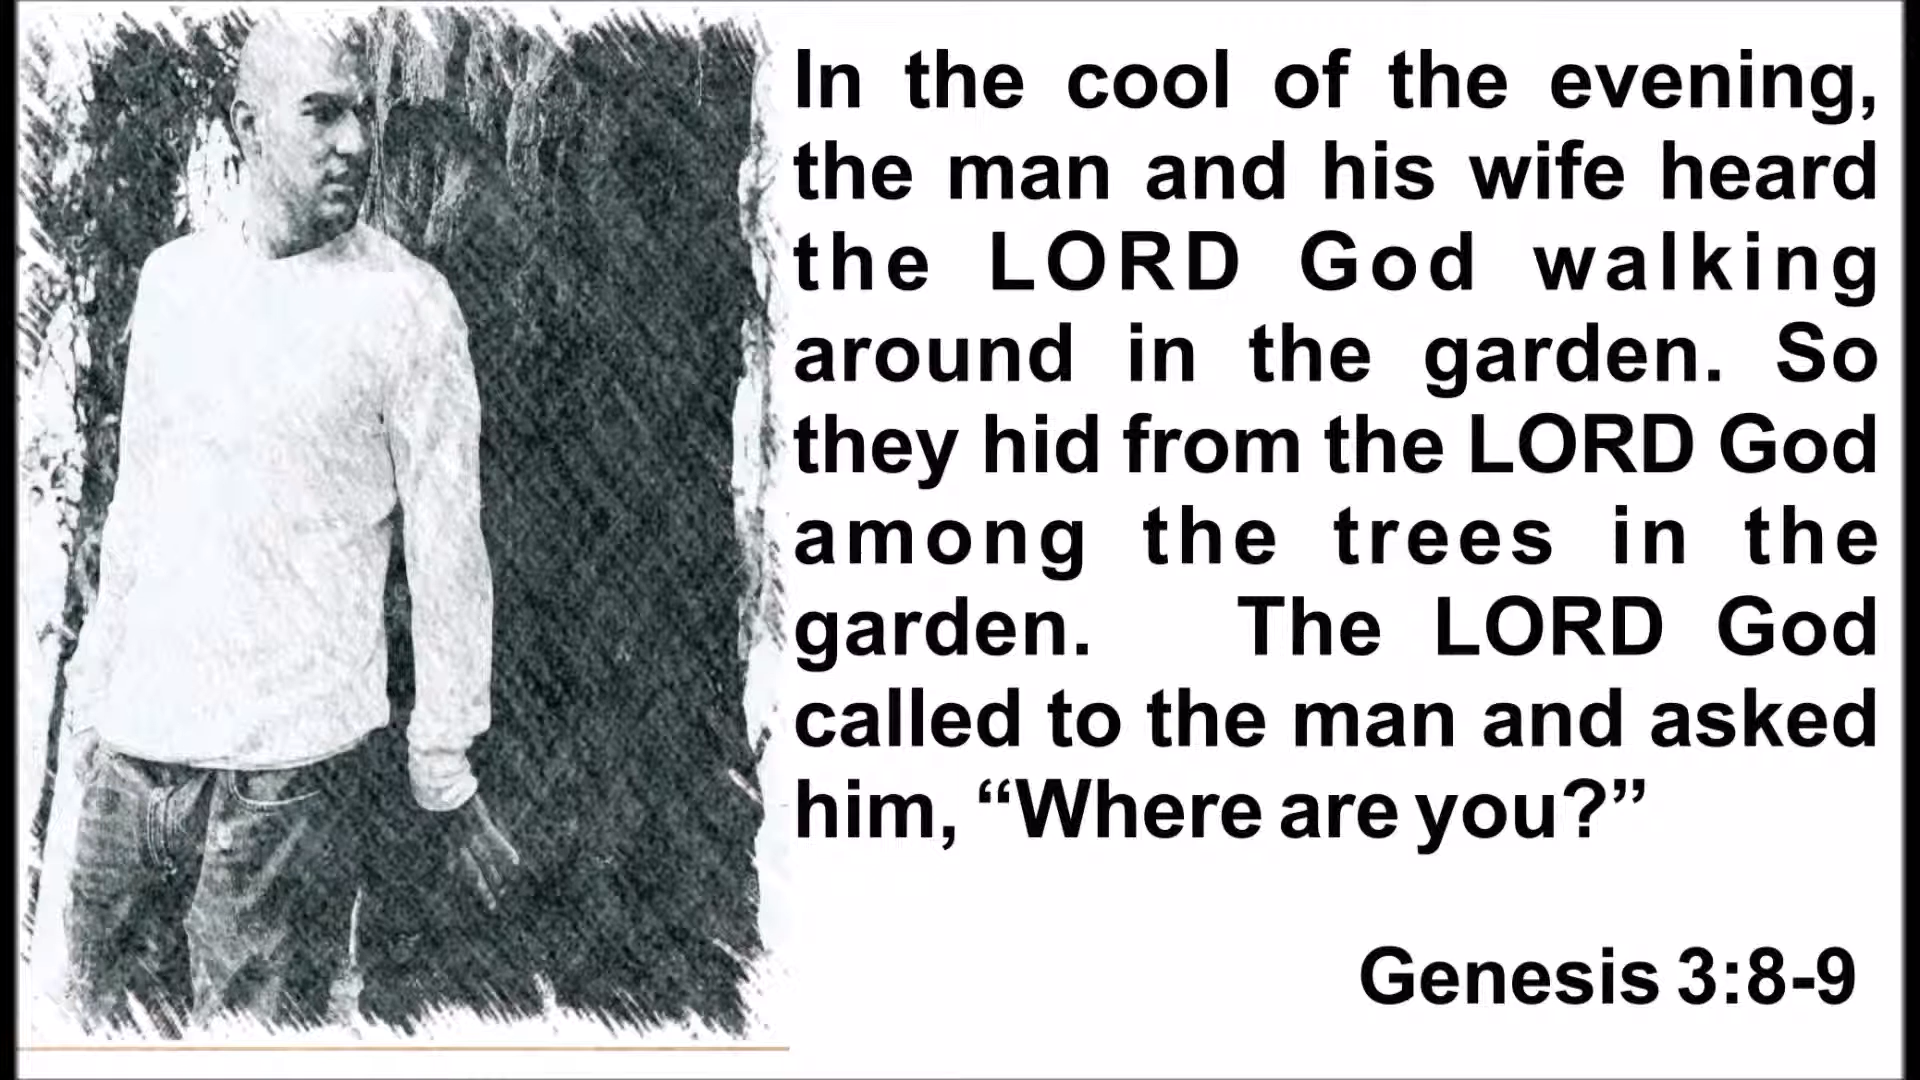 In the cool of the evening,
the man and his wife heard
the LORD God walking
around in the garden. So
they hid from the LORD God
among the trees in the
garden. The LORD God
called to the man and asked
him, “Where are you?”
Genesis 3:8-9